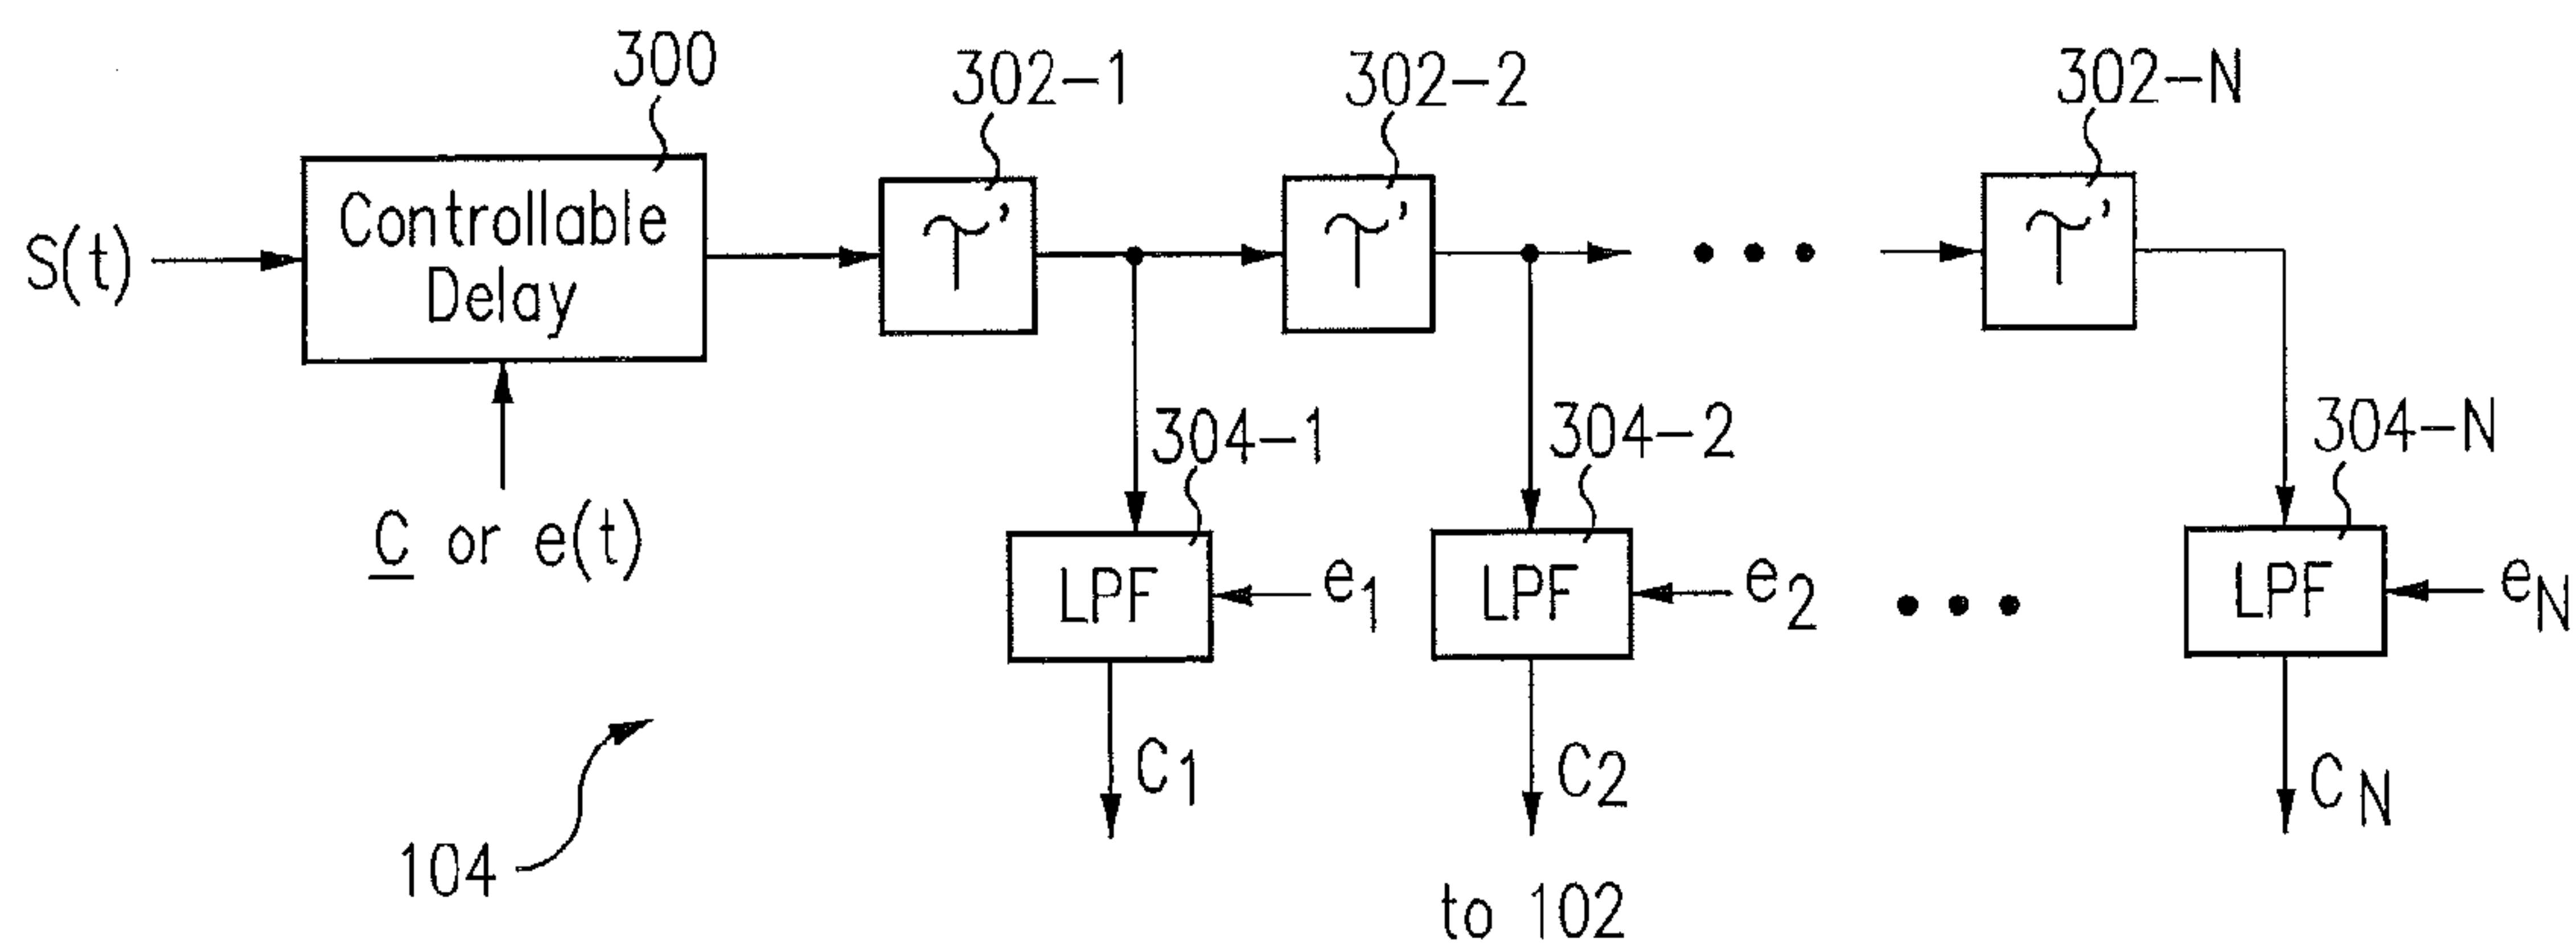 300
302-1
302-2
302-N
S(t)
Controllable
Delay
τ'
τ'
τ'
C or e(t)
304-1
304-2
304-N
LPF
e1
LPF
e2
LPF
eN
C1
C2
CN
104
to 102